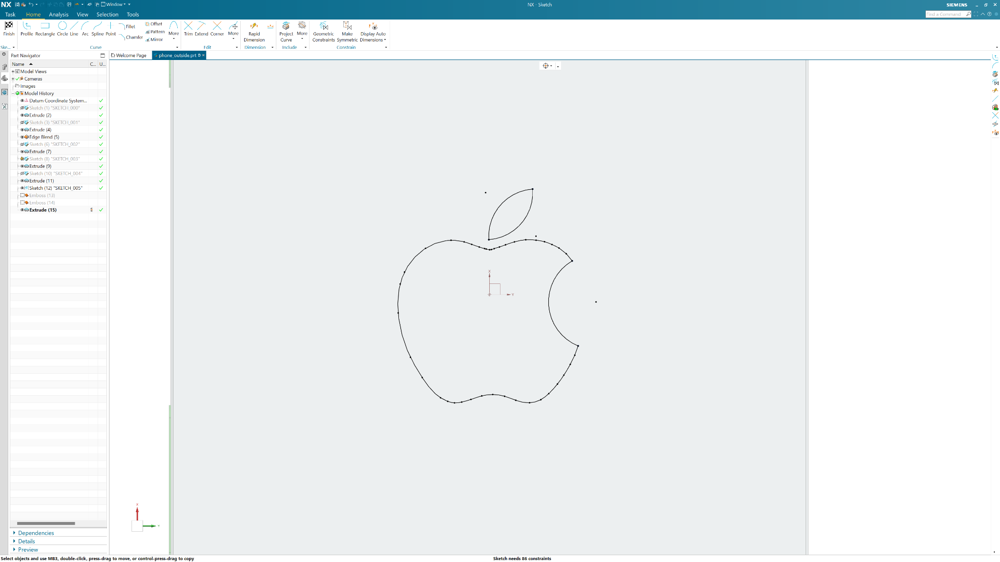 NX Window NX - Sketch SIEMENS
Task Home Analysis View Selection Tools Find a Command
Finish Profile Rectangle Circle Line Arc Spline Point Fillet Chamfer Offset Pattern Mirror More Trim Extend Corner More Rapid Dimension Project Curve More Geometric Constraints Make Symmetric Display Auto Dimensions
Ske... Curve Edit Dimension Include Constrain
Part Navigator Welcome Page phone_outside.prt
Name C... U...
Model Views
Cameras
Images
Model History
Datum Coordinate System...
Sketch (1) "SKETCH_000"
Extrude (2)
Sketch (3) "SKETCH_001"
Extrude (4)
Edge Blend (5)
Sketch (6) "SKETCH_002"
Extrude (7)
Sketch (8) "SKETCH_003"
Extrude (9)
Sketch (10) "SKETCH_004"
Extrude (11)
Sketch (12) "SKETCH_005"
Emboss (13)
Emboss (14)
Extrude (15)
X
Y
X
Y
Dependencies
Details
Preview
Select objects and use MB3, double-click, press-drag to move, or control-press-drag to copy Sketch needs 86 constraints